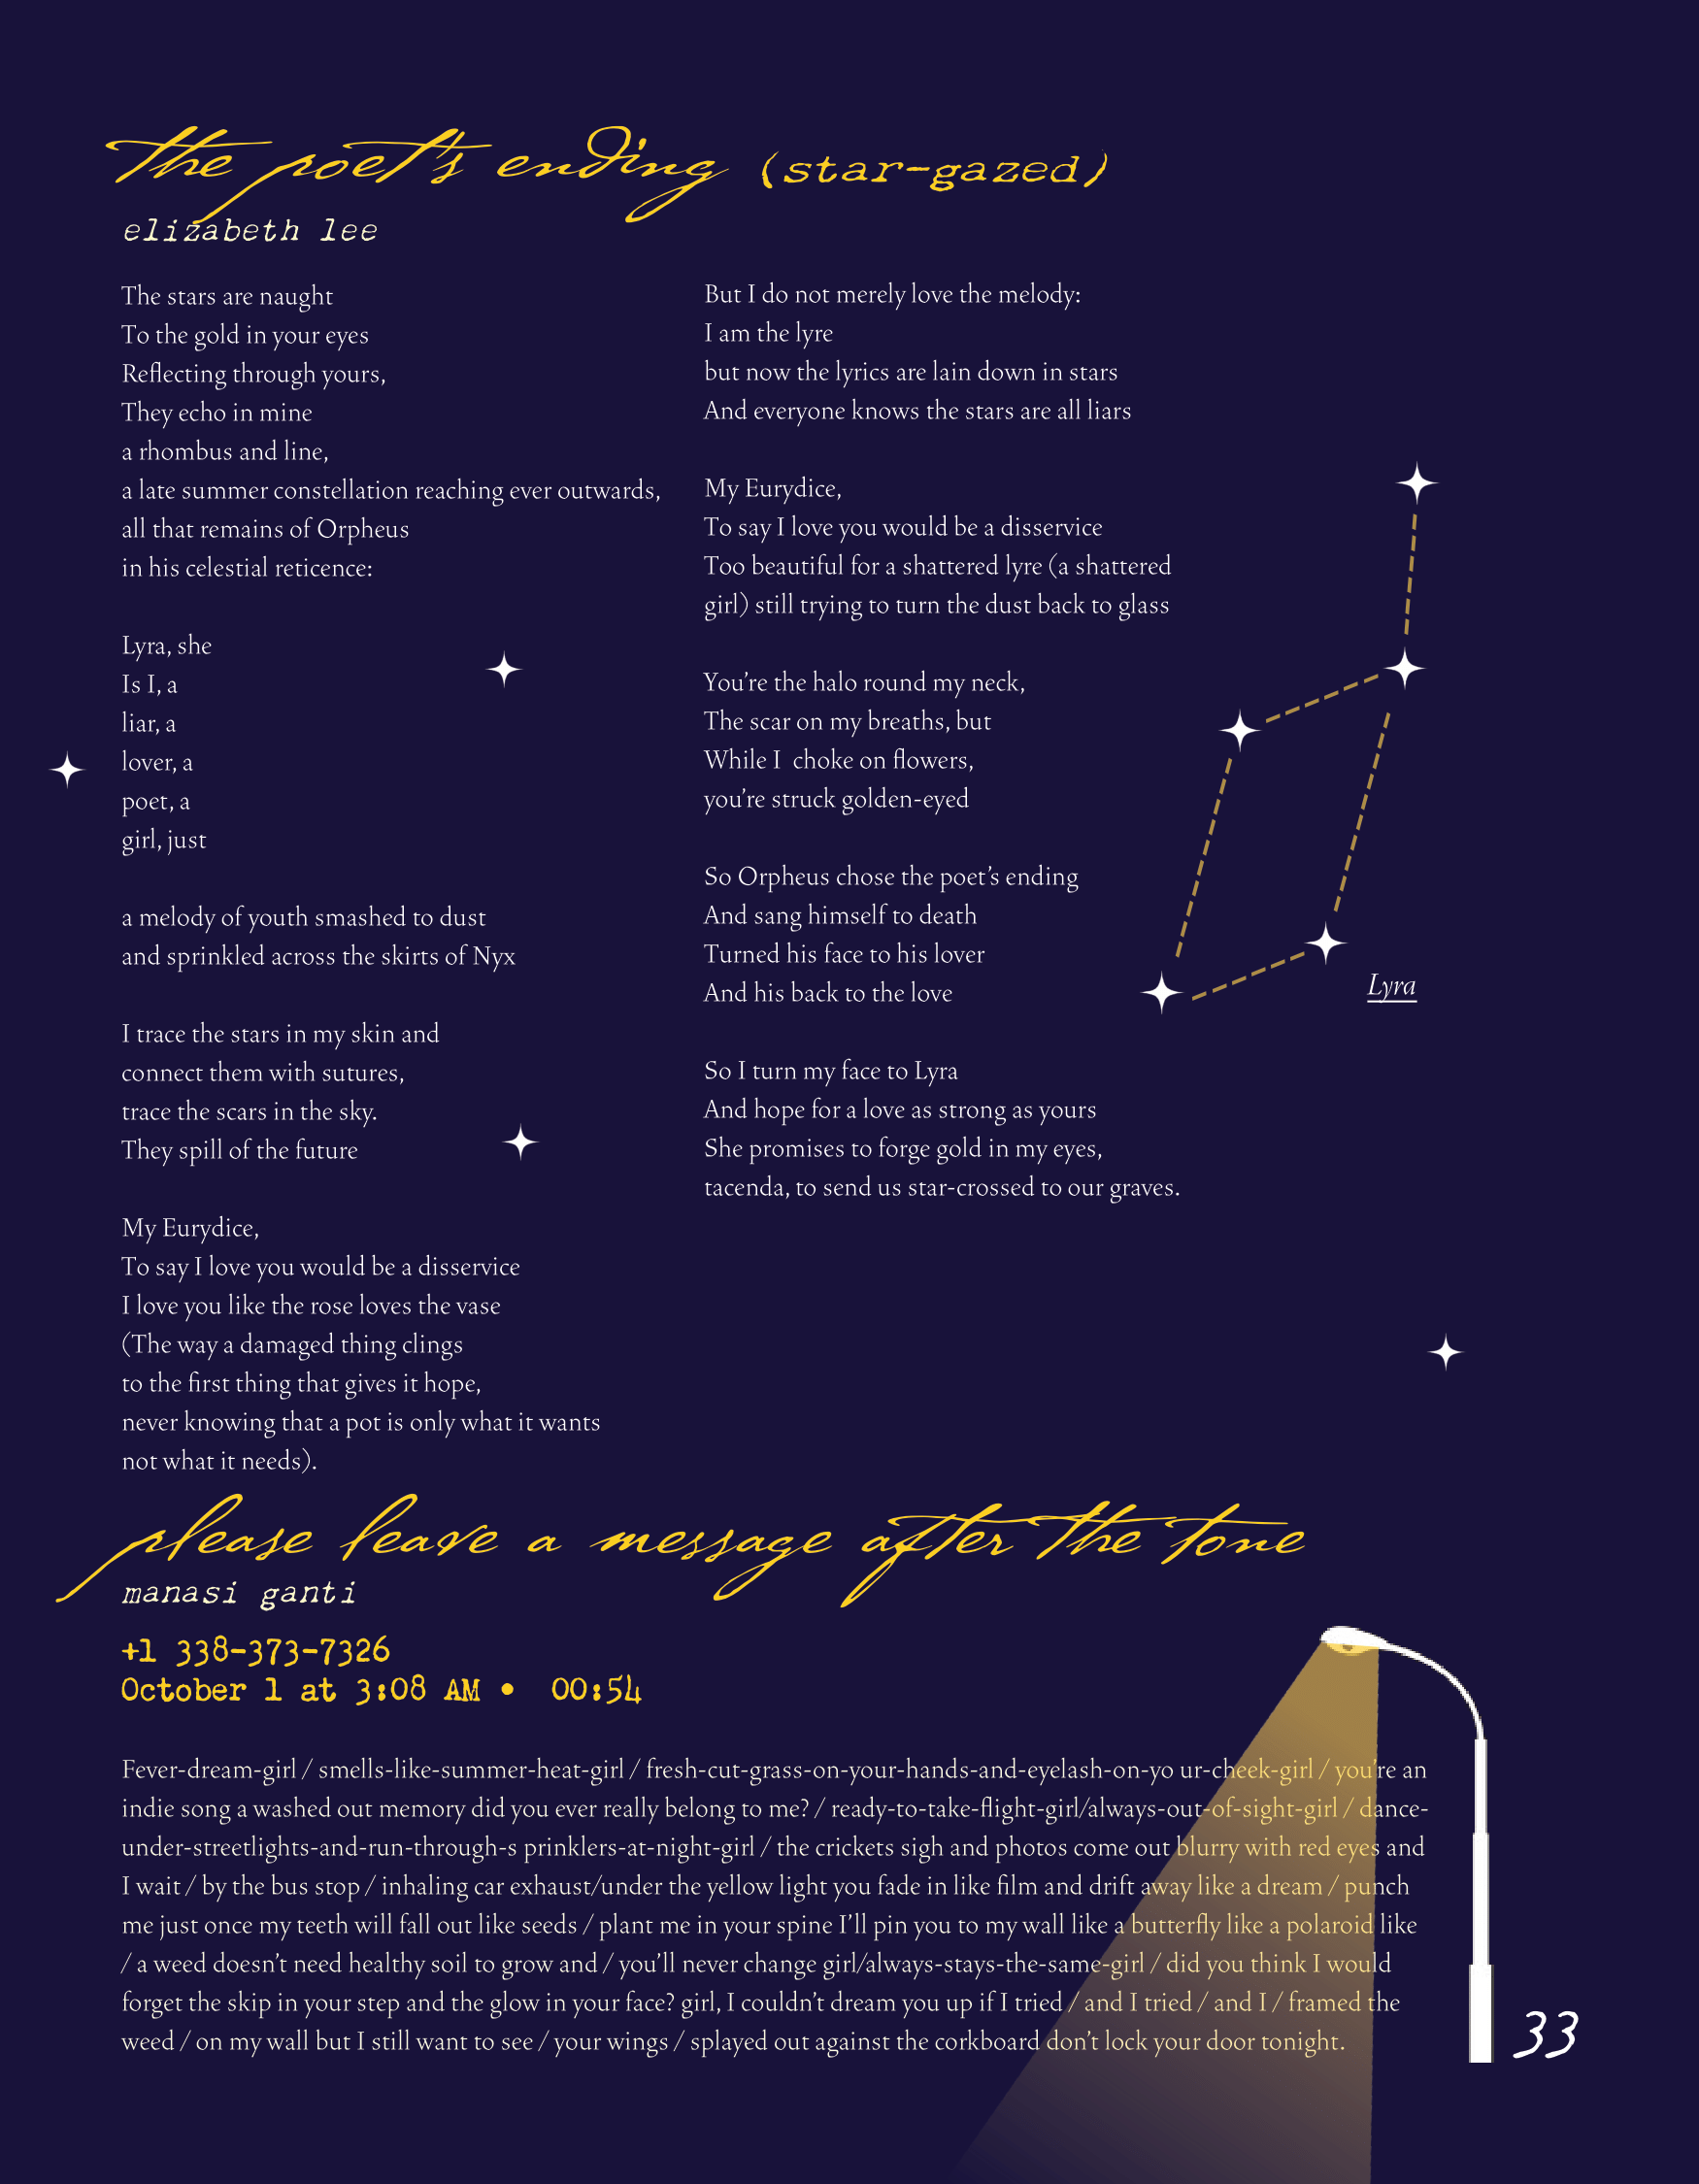 the poet's ending (star-gazed)
elizabeth lee
The stars are naught
To the gold in your eyes
Reflecting through yours,
They echo in mine
a rhombus and line,
a late summer constellation reaching ever outwards,
all that remains of Orpheus
in his celestial reticence:
Lyra, she
Is I, a
liar, a
lover, a
poet, a
girl, just
a melody of youth smashed to dust
and sprinkled across the skirts of Nyx
I trace the stars in my skin and
connect them with sutures,
trace the scars in the sky.
They spill of the future
My Eurydice,
To say I love you would be a disservice
I love you like the rose loves the vase
(The way a damaged thing clings
to the first thing that gives it hope,
never knowing that a pot is only what it wants
not what it needs).
But I do not merely love the melody:
I am the lyre
but now the lyrics are lain down in stars
And everyone knows the stars are all liars
My Eurydice,
To say I love you would be a disservice
Too beautiful for a shattered lyre (a shattered
girl) still trying to turn the dust back to glass
You're the halo round my neck,
The scar on my breaths, but
While I  choke on flowers,
you're struck golden-eyed
So Orpheus chose the poet's ending
And sang himself to death
Turned his face to his lover
And his back to the love
So I turn my face to Lyra
And hope for a love as strong as yours
She promises to forge gold in my eyes,
tacenda, to send us star-crossed to our graves.
Lyra
please leave a message after the tone
manasi ganti
+1 338-373-7326
October 1 at 3:08 AM •  00:54
Fever-dream-girl / smells-like-summer-heat-girl / fresh-cut-grass-on-your-hands-and-eyelash-on-yo ur-cheek-girl / you're an
indie song a washed out memory did you ever really belong to me? / ready-to-take-flight-girl/always-out-of-sight-girl / dance-
under-streetlights-and-run-through-s prinklers-at-night-girl / the crickets sigh and photos come out blurry with red eyes and
I wait / by the bus stop / inhaling car exhaust/under the yellow light you fade in like film and drift away like a dream / punch
me just once my teeth will fall out like seeds / plant me in your spine I'll pin you to my wall like a butterfly like a polaroid like
/ a weed doesn't need healthy soil to grow and / you'll never change girl/always-stays-the-same-girl / did you think I would
forget the skip in your step and the glow in your face? girl, I couldn't dream you up if I tried / and I tried / and I / framed the
weed / on my wall but I still want to see / your wings / splayed out against the corkboard don't lock your door tonight.
33